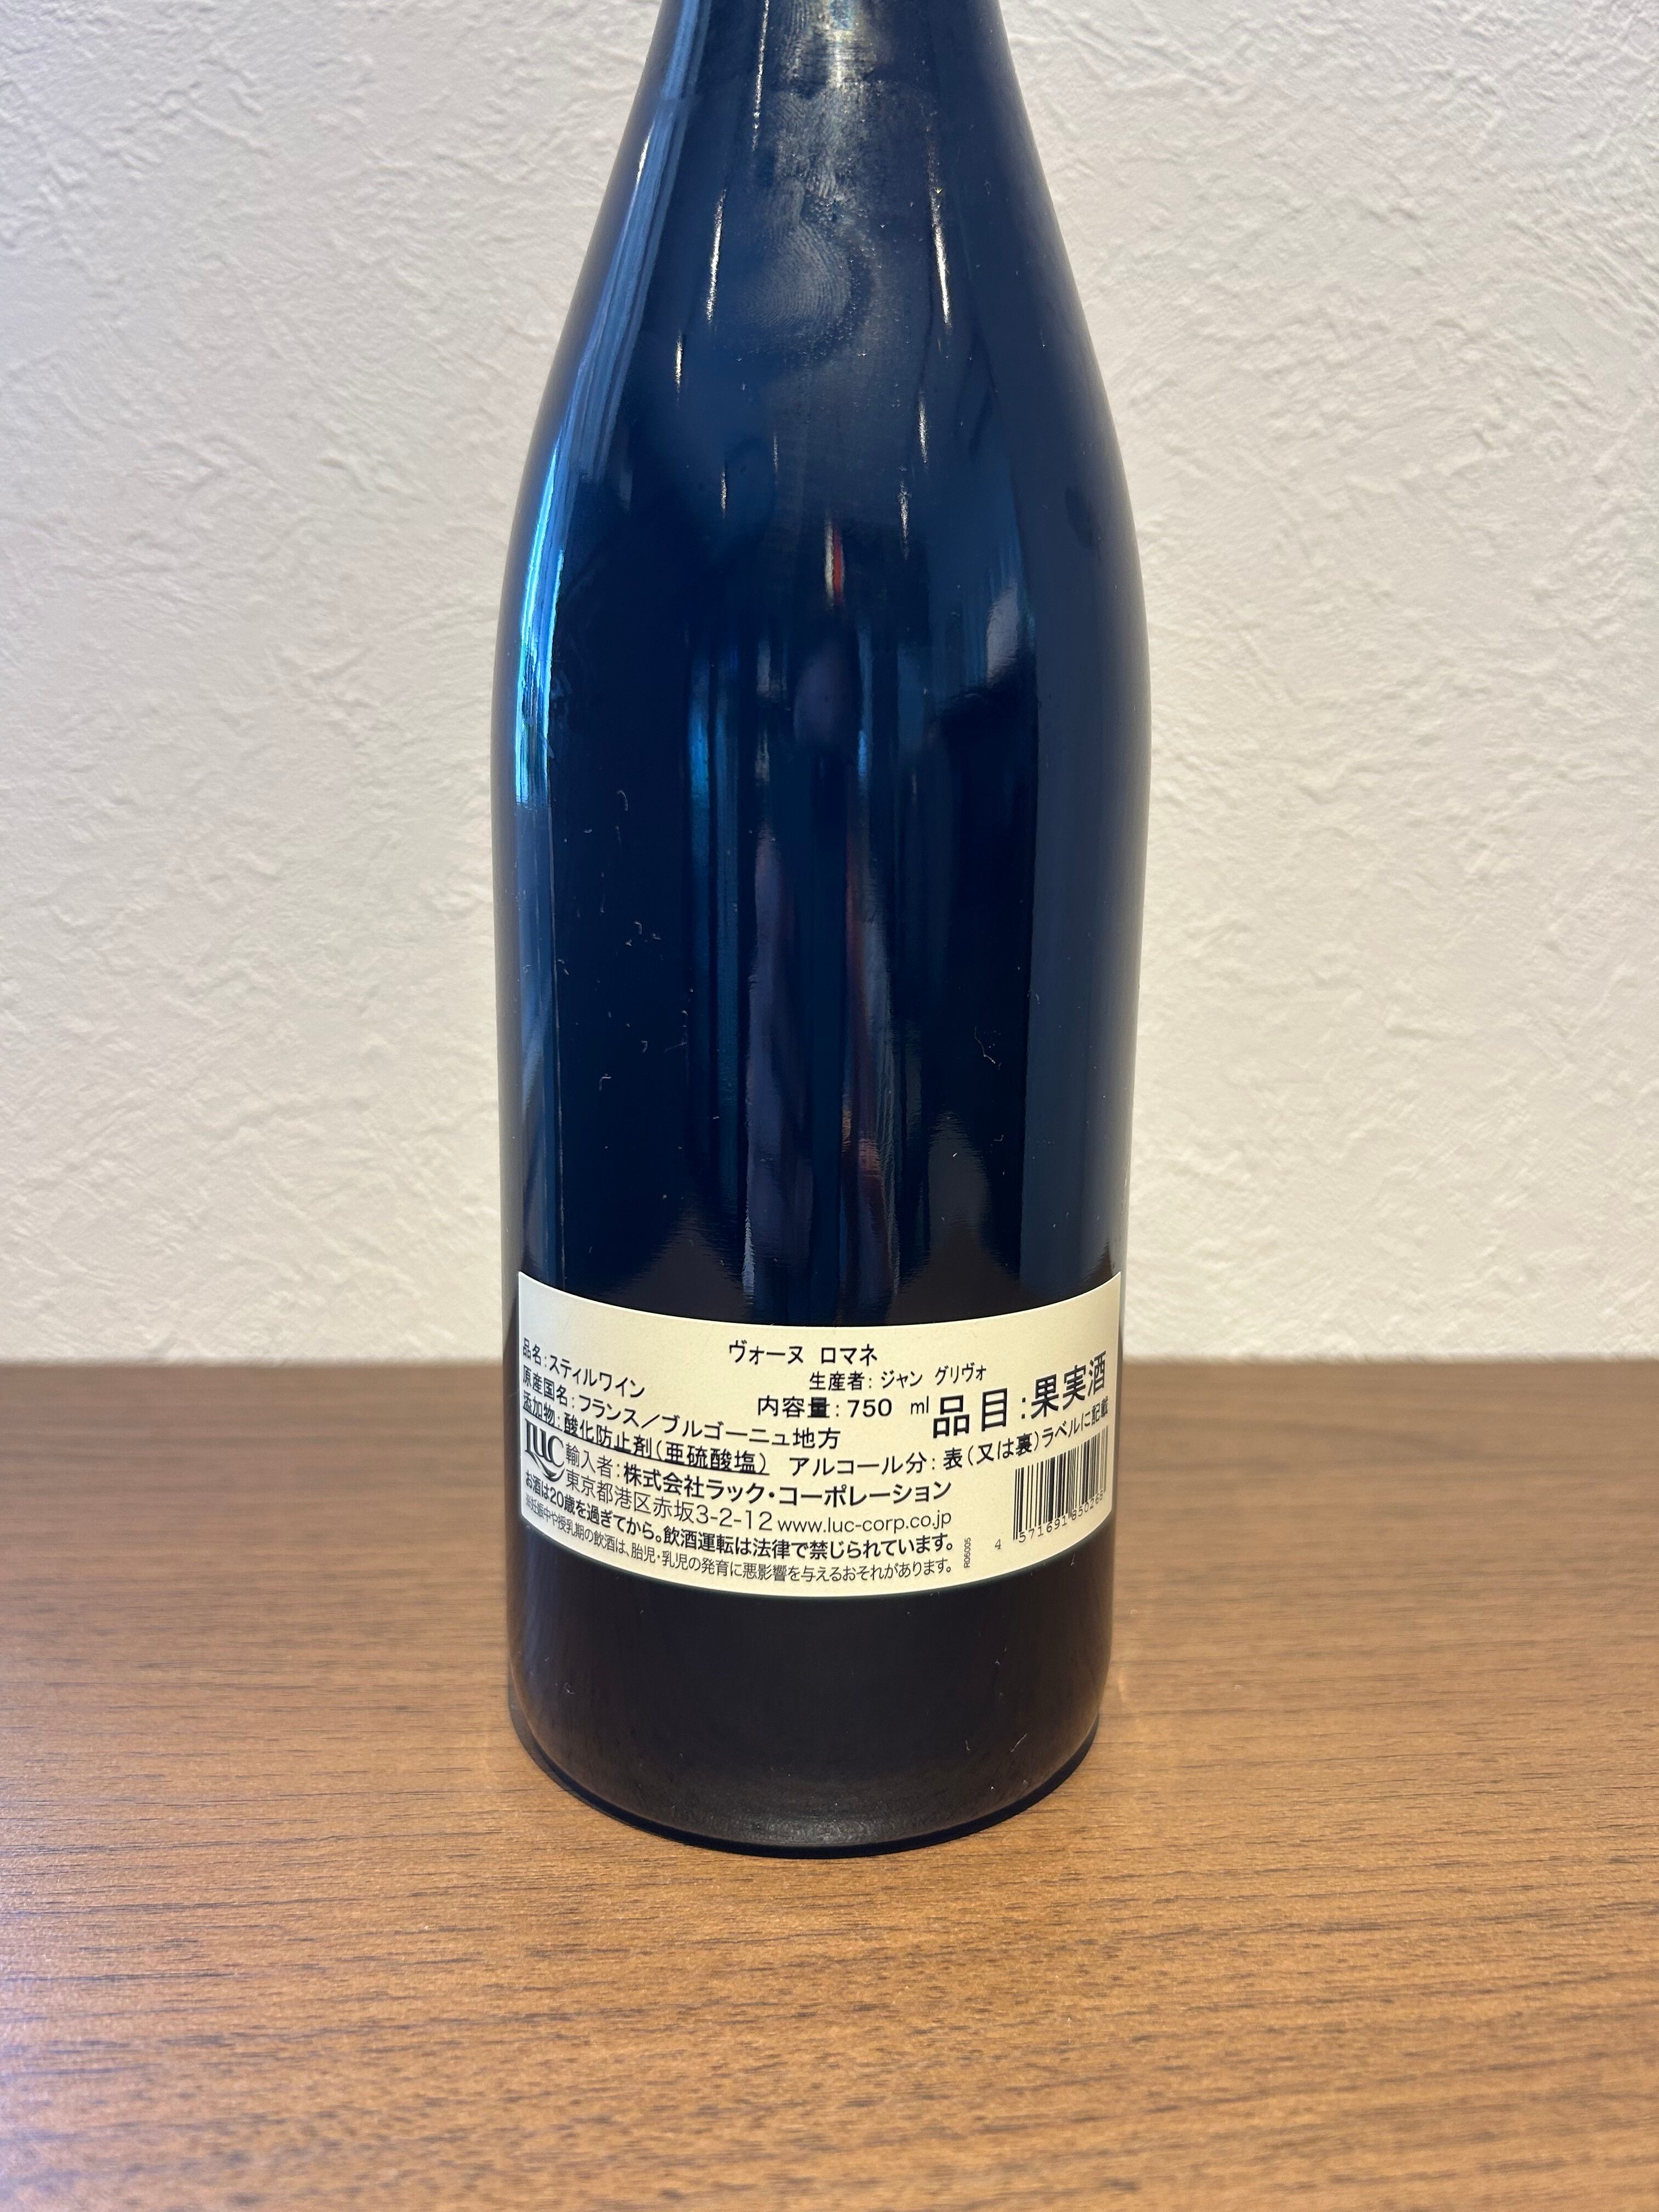 ヴォーヌ ロマネ
品名:スティルワイン 生産者:ジャン グリヴォ
原産国名:フランス/ブルゴーニュ地方 内容量:750 ml 品目:果実酒
添加物:酸化防止剤(亜硫酸塩) アルコール分:表(又は裏)ラベルに記載
LUC
輸入者:株式会社ラック・コーポレーション
東京都港区赤坂3-2-12 www.luc-corp.co.jp
お酒は20歳を過ぎてから。飲酒運転は法律で禁じられています。
※妊娠中や授乳期の飲酒は、胎児・乳児の発育に悪影響を与えるおそれがあります。
R06005